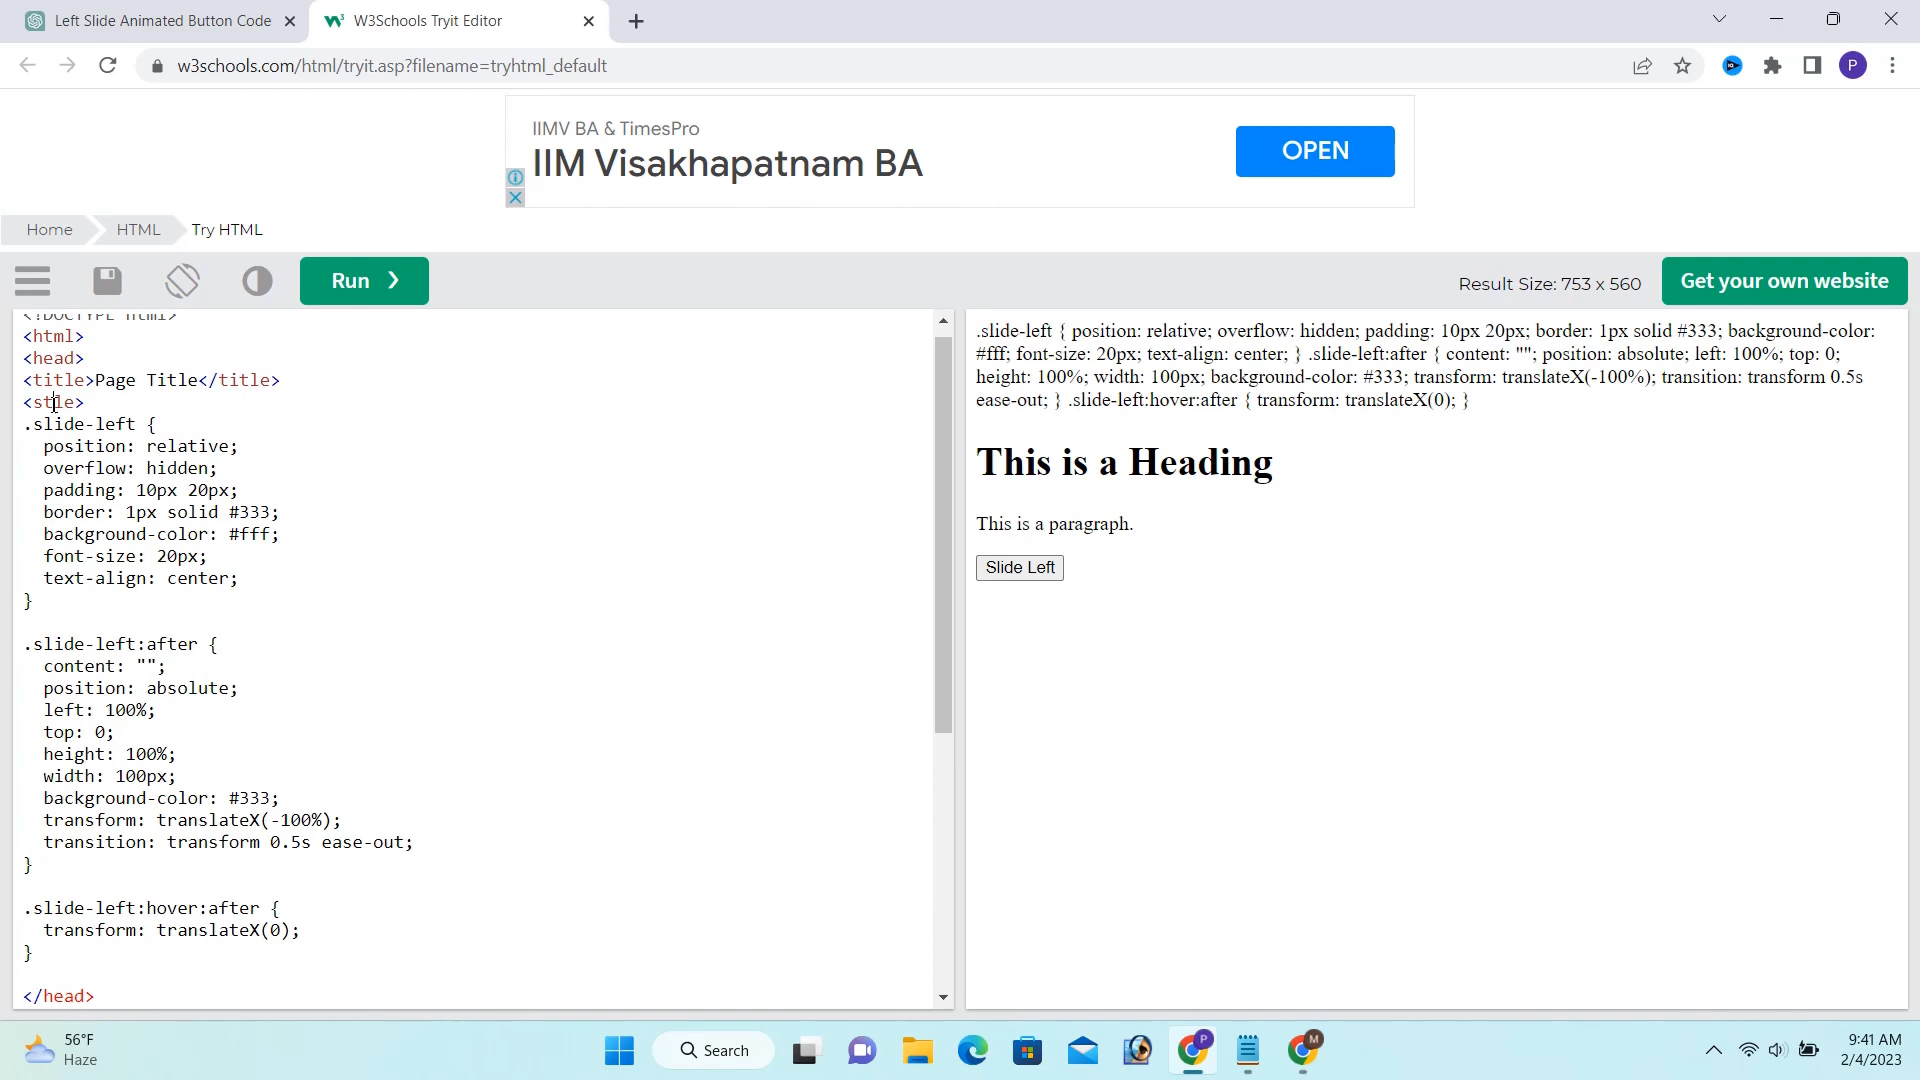 Left Slide Animated Button Code
W3Schools Tryit Editor
w3schools.com/html/tryit.asp?filename=tryhtml_default
P
IIMV BA & TimesPro
IIM Visakhapatnam BA
OPEN
Home
HTML
Try HTML
Run ❯
Result Size: 753 x 560
Get your own website
<!DOCTYPE html>
<html>
<head>
<title>Page Title</title>
<stle>
.slide-left {
position: relative;
overflow: hidden;
padding: 10px 20px;
border: 1px solid #333;
background-color: #fff;
font-size: 20px;
text-align: center;
}
.slide-left:after {
content: "";
position: absolute;
left: 100%;
top: 0;
height: 100%;
width: 100px;
background-color: #333;
transform: translateX(-100%);
transition: transform 0.5s ease-out;
}
.slide-left:hover:after {
transform: translateX(0);
}
</head>
.slide-left { position: relative; overflow: hidden; padding: 10px 20px; border: 1px solid #333; background-color:
#fff; font-size: 20px; text-align: center; } .slide-left:after { content: ""; position: absolute; left: 100%; top: 0;
height: 100%; width: 100px; background-color: #333; transform: translateX(-100%); transition: transform 0.5s
ease-out; } .slide-left:hover:after { transform: translateX(0); }
This is a Heading
This is a paragraph.
Slide Left
56°F
Haze
Search
P
M
9:41 AM
2/4/2023